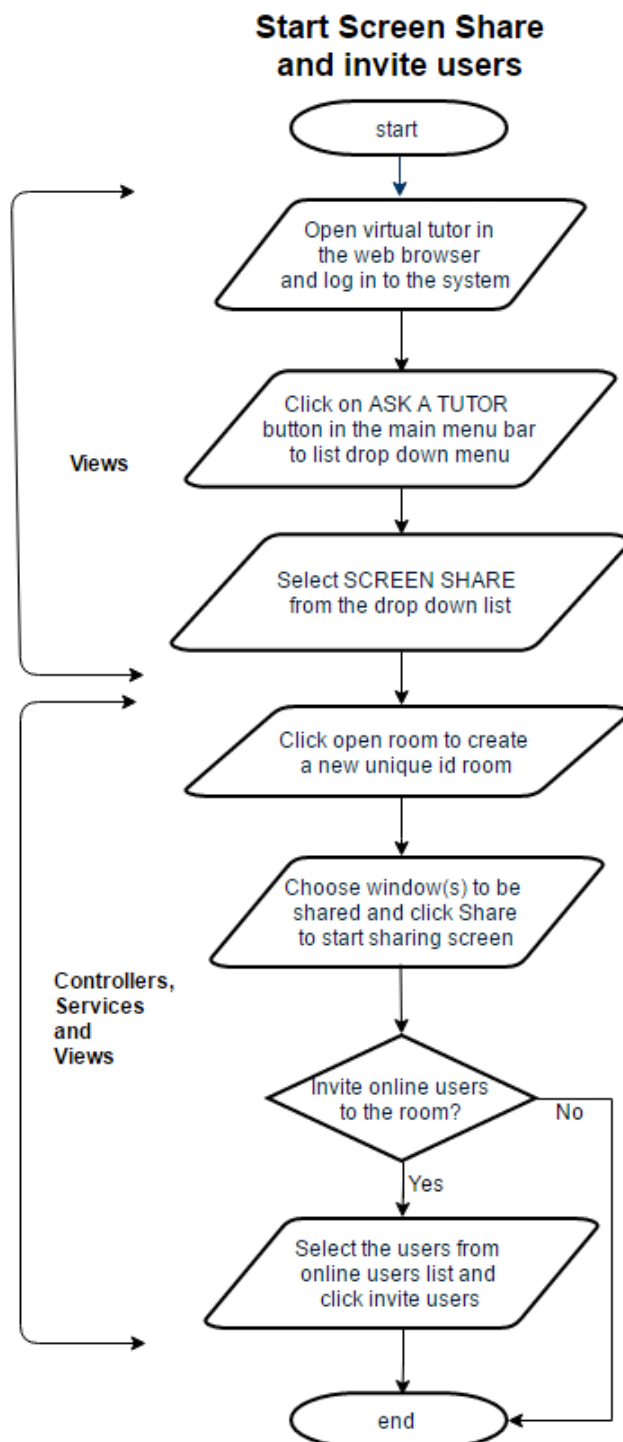 Start Screen Share
and invite users
start
Open virtual tutor in
the web browser
and log in to the system
Click on ASK A TUTOR
button in the main menu bar
to list drop down menu
Views
Select SCREEN SHARE
from the drop down list
Click open room to create
a new unique id room
Choose window(s) to be
shared and click Share
to start sharing screen
Controllers,
Services
and
Views
Invite online users
to the room?
No
Yes
Select the users from
online users list and
click invite users
end